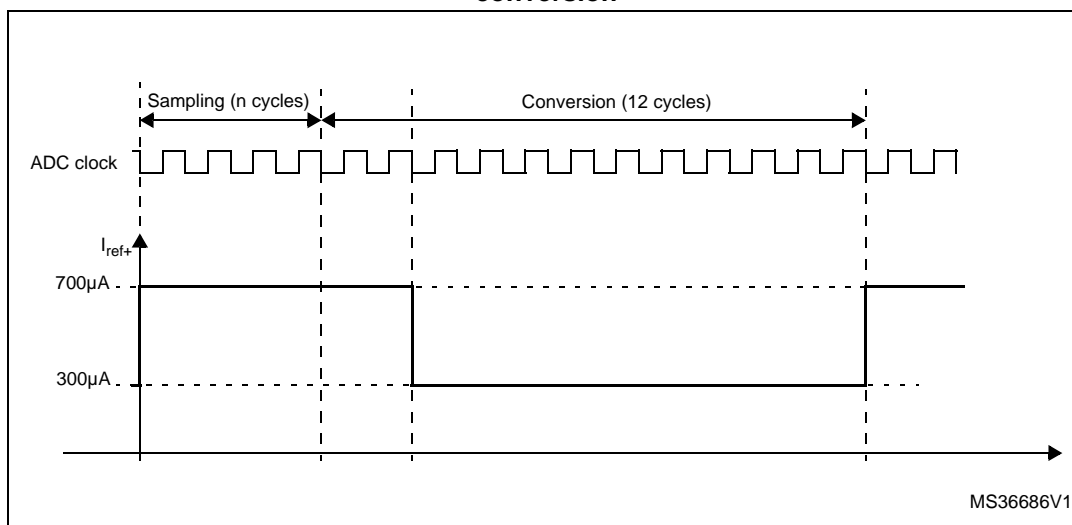 conversion
Sampling (n cycles)
Conversion (12 cycles)
ADC clock
Iref+
700µA
300µA
MS36686V1